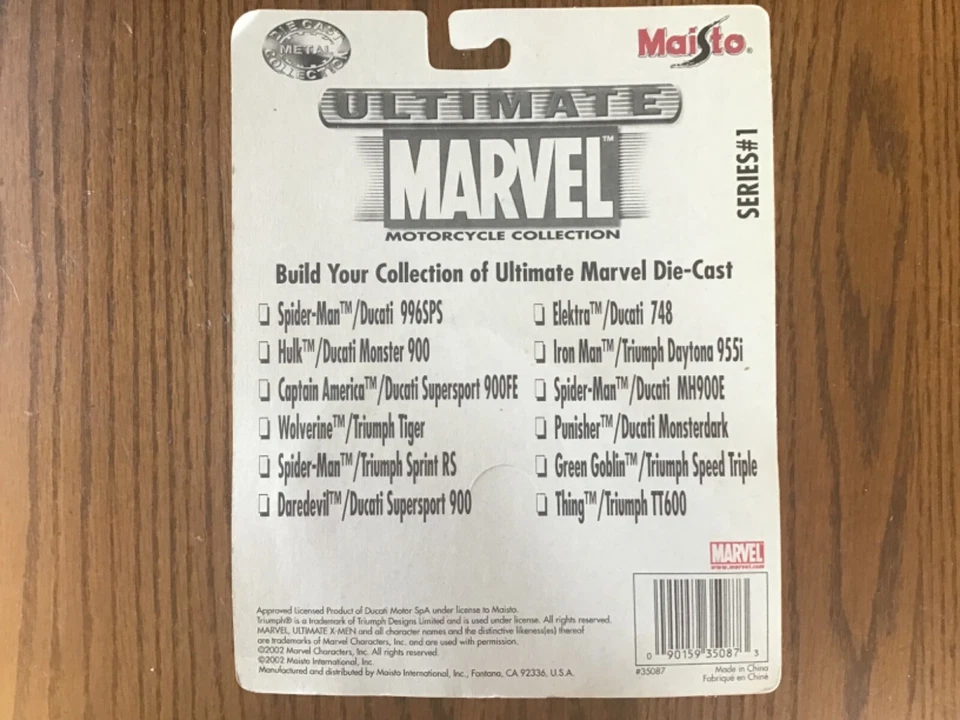 DIE CAST
METAL
COLLECTION
Maisto®
ULTIMATE
MARVEL™
MOTORCYCLE COLLECTION
SERIES#1
Build Your Collection of Ultimate Marvel Die-Cast
❏ Spider-Man™/Ducati 996SPS
❏ Hulk™/Ducati Monster 900
❏ Captain America™/Ducati Supersport 900FE
❏ Wolverine™/Triumph Tiger
❏ Spider-Man™/Triumph Sprint RS
❏ Daredevil™/Ducati Supersport 900
❏ Elektra™/Ducati 748
❏ Iron Man™/Triumph Daytona 955i
❏ Spider-Man™/Ducati MH900E
❏ Punisher™/Ducati Monsterdark
❏ Green Goblin™/Triumph Speed Triple
❏ Thing™/Triumph TT600
MARVEL
www.marvel.com
Approved Licensed Product of Ducati Motor SpA under license to Maisto.
Triumph® is a trademark of Triumph Designs Limited and is used under license. All rights reserved.
MARVEL, ULTIMATE X-MEN and all character names and the distinctive likeness(es) thereof
are trademarks of Marvel Characters, Inc. and are used with permission.
©2002 Marvel Characters, Inc. All rights reserved.
©2002 Maisto International, Inc.
Manufactured and distributed by Maisto International, Inc., Fontana, CA 92336, U.S.A.
0 90159 35087 3
#35087
Made in China
Fabriqué en Chine